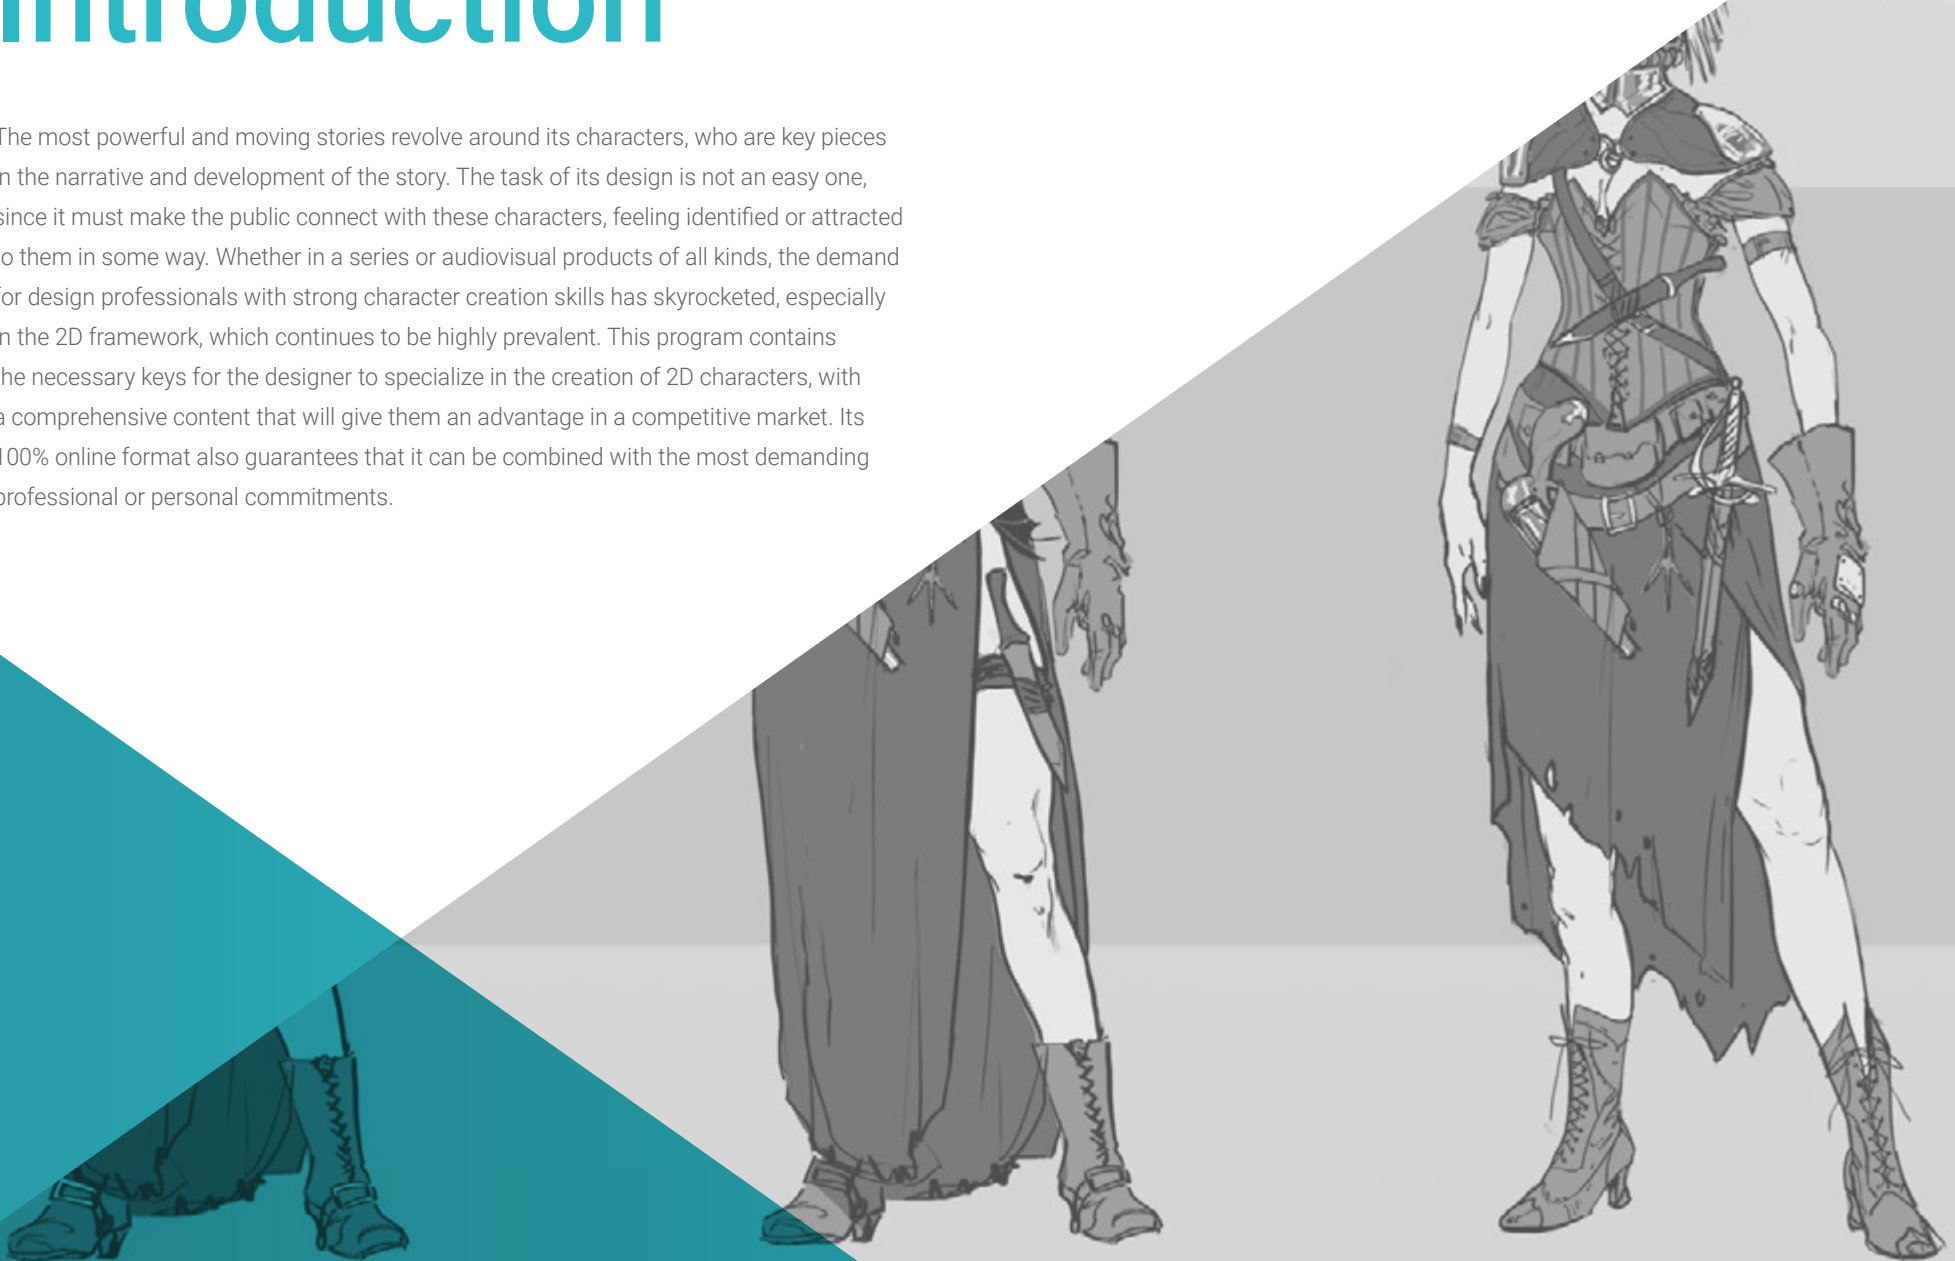 Introduction
The most powerful and moving stories revolve around its characters, who are key pieces
in the narrative and development of the story. The task of its design is not an easy one,
since it must make the public connect with these characters, feeling identified or attracted
to them in some way. Whether in a series or audiovisual products of all kinds, the demand
for design professionals with strong character creation skills has skyrocketed, especially
in the 2D framework, which continues to be highly prevalent. This program contains
the necessary keys for the designer to specialize in the creation of 2D characters, with
a comprehensive content that will give them an advantage in a competitive market. Its
100% online format also guarantees that it can be combined with the most demanding
professional or personal commitments.